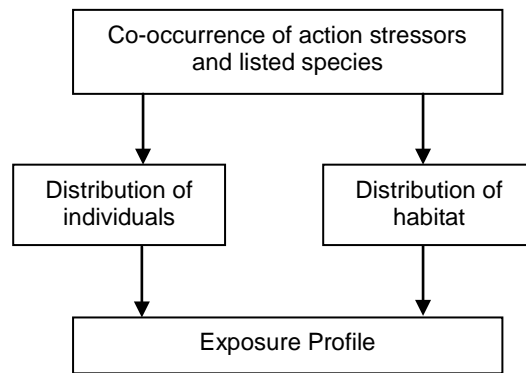 Co-occurrence of action stressors
and listed species
Distribution of
individuals
Distribution of
habitat
Exposure Profile